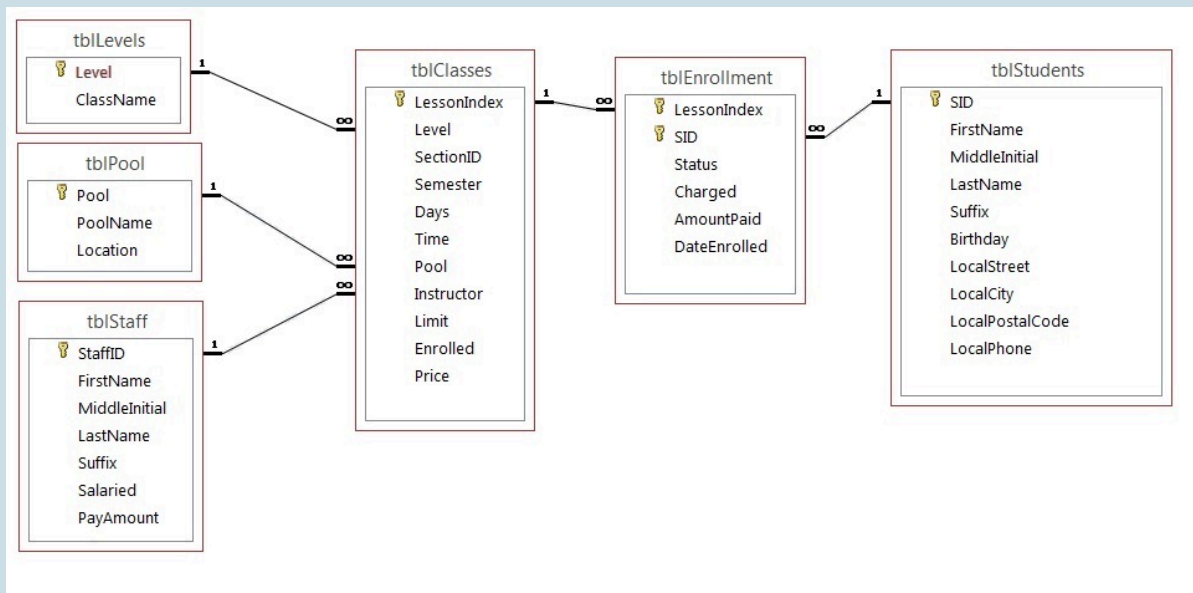 tblLevels
Level
ClassName
1
∞
tblPool
Pool
PoolName
Location
1
∞
tblStaff
StaffID
FirstName
MiddleInitial
LastName
Suffix
Salaried
PayAmount
1
∞
tblClasses
LessonIndex
Level
SectionID
Semester
Days
Time
Pool
Instructor
Limit
Enrolled
Price
1
∞
tblEnrollment
LessonIndex
SID
Status
Charged
AmountPaid
DateEnrolled
∞
1
tblStudents
SID
FirstName
MiddleInitial
LastName
Suffix
Birthday
LocalStreet
LocalCity
LocalPostalCode
LocalPhone